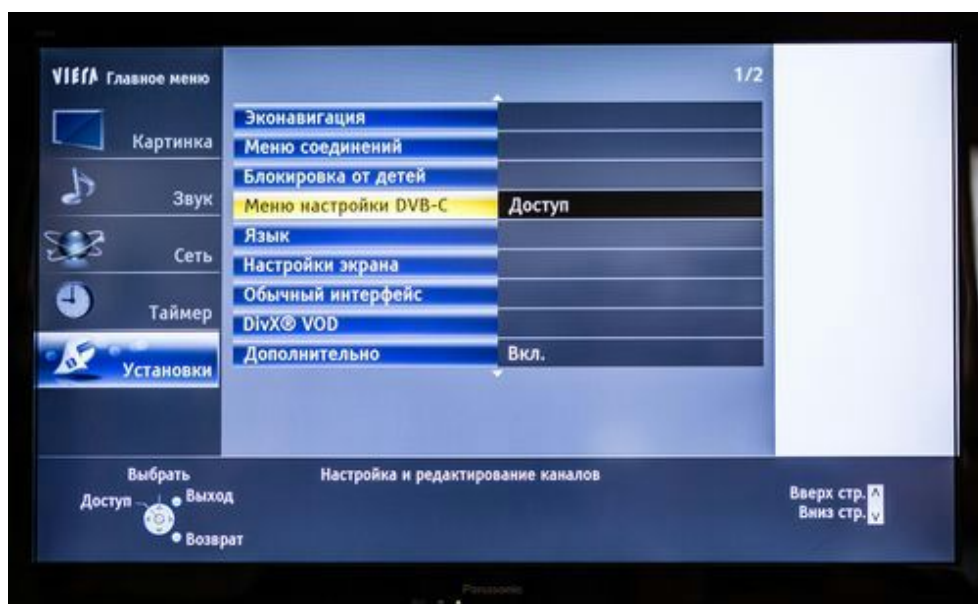 VIERA Главное меню
1/2
Картинка
Звук
Сеть
Таймер
Установки
Эконавигация
Меню соединений
Блокировка от детей
Меню настройки DVB-C Доступ
Язык
Настройки экрана
Обычный интерфейс
DivX® VOD
Дополнительно Вкл.
Выбрать
Доступ
Выход
Возврат
Настройка и редактирование каналов
Вверх стр.
Вниз стр.
Panasonic